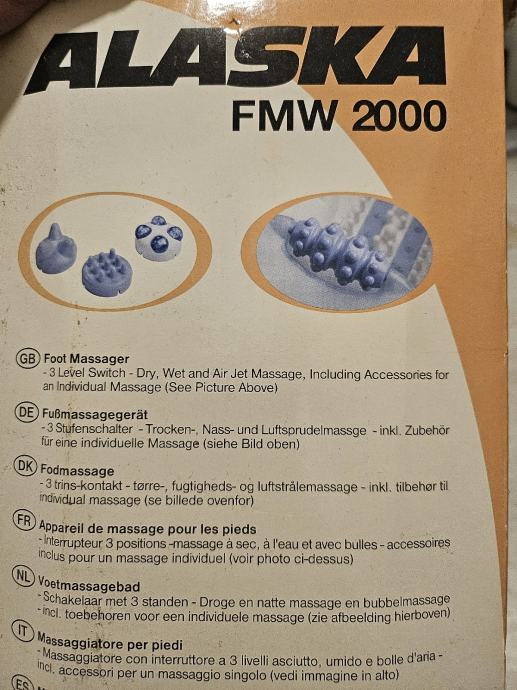 ALASKA
FMW 2000
GB Foot Massager
- 3 Level Switch - Dry, Wet and Air Jet Massage, Including Accessories for
an Individual Massage (See Picture Above)
DE Fußmassagegerät
- 3 Stufenschalter - Trocken-, Nass- und Luftsprudelmassge - inkl. Zubehör
für eine individuelle Massage (siehe Bild oben)
DK Fodmassage
- 3 trins-kontakt - tørre-, fugtigheds- og luftstrålemassage - inkl. tilbehør til
individual massage (se billede ovenfor)
FR Appareil de massage pour les pieds
- Interrupteur 3 positions -massage à sec, à l'eau et avec bulles - accessoires
inclus pour un massage individuel (voir photo ci-dessus)
NL Voetmassagebad
- Schakelaar met 3 standen - Droge en natte massage en bubbelmassage
- incl. toebehoren voor een individuele massage (zie afbeelding hierboven)
IT Massaggiatore per piedi
- Massaggiatore con interruttore a 3 livelli asciutto, umido e bolle d'aria -
incl. accessori per un massaggio singolo (vedi immagine in alto)
ES